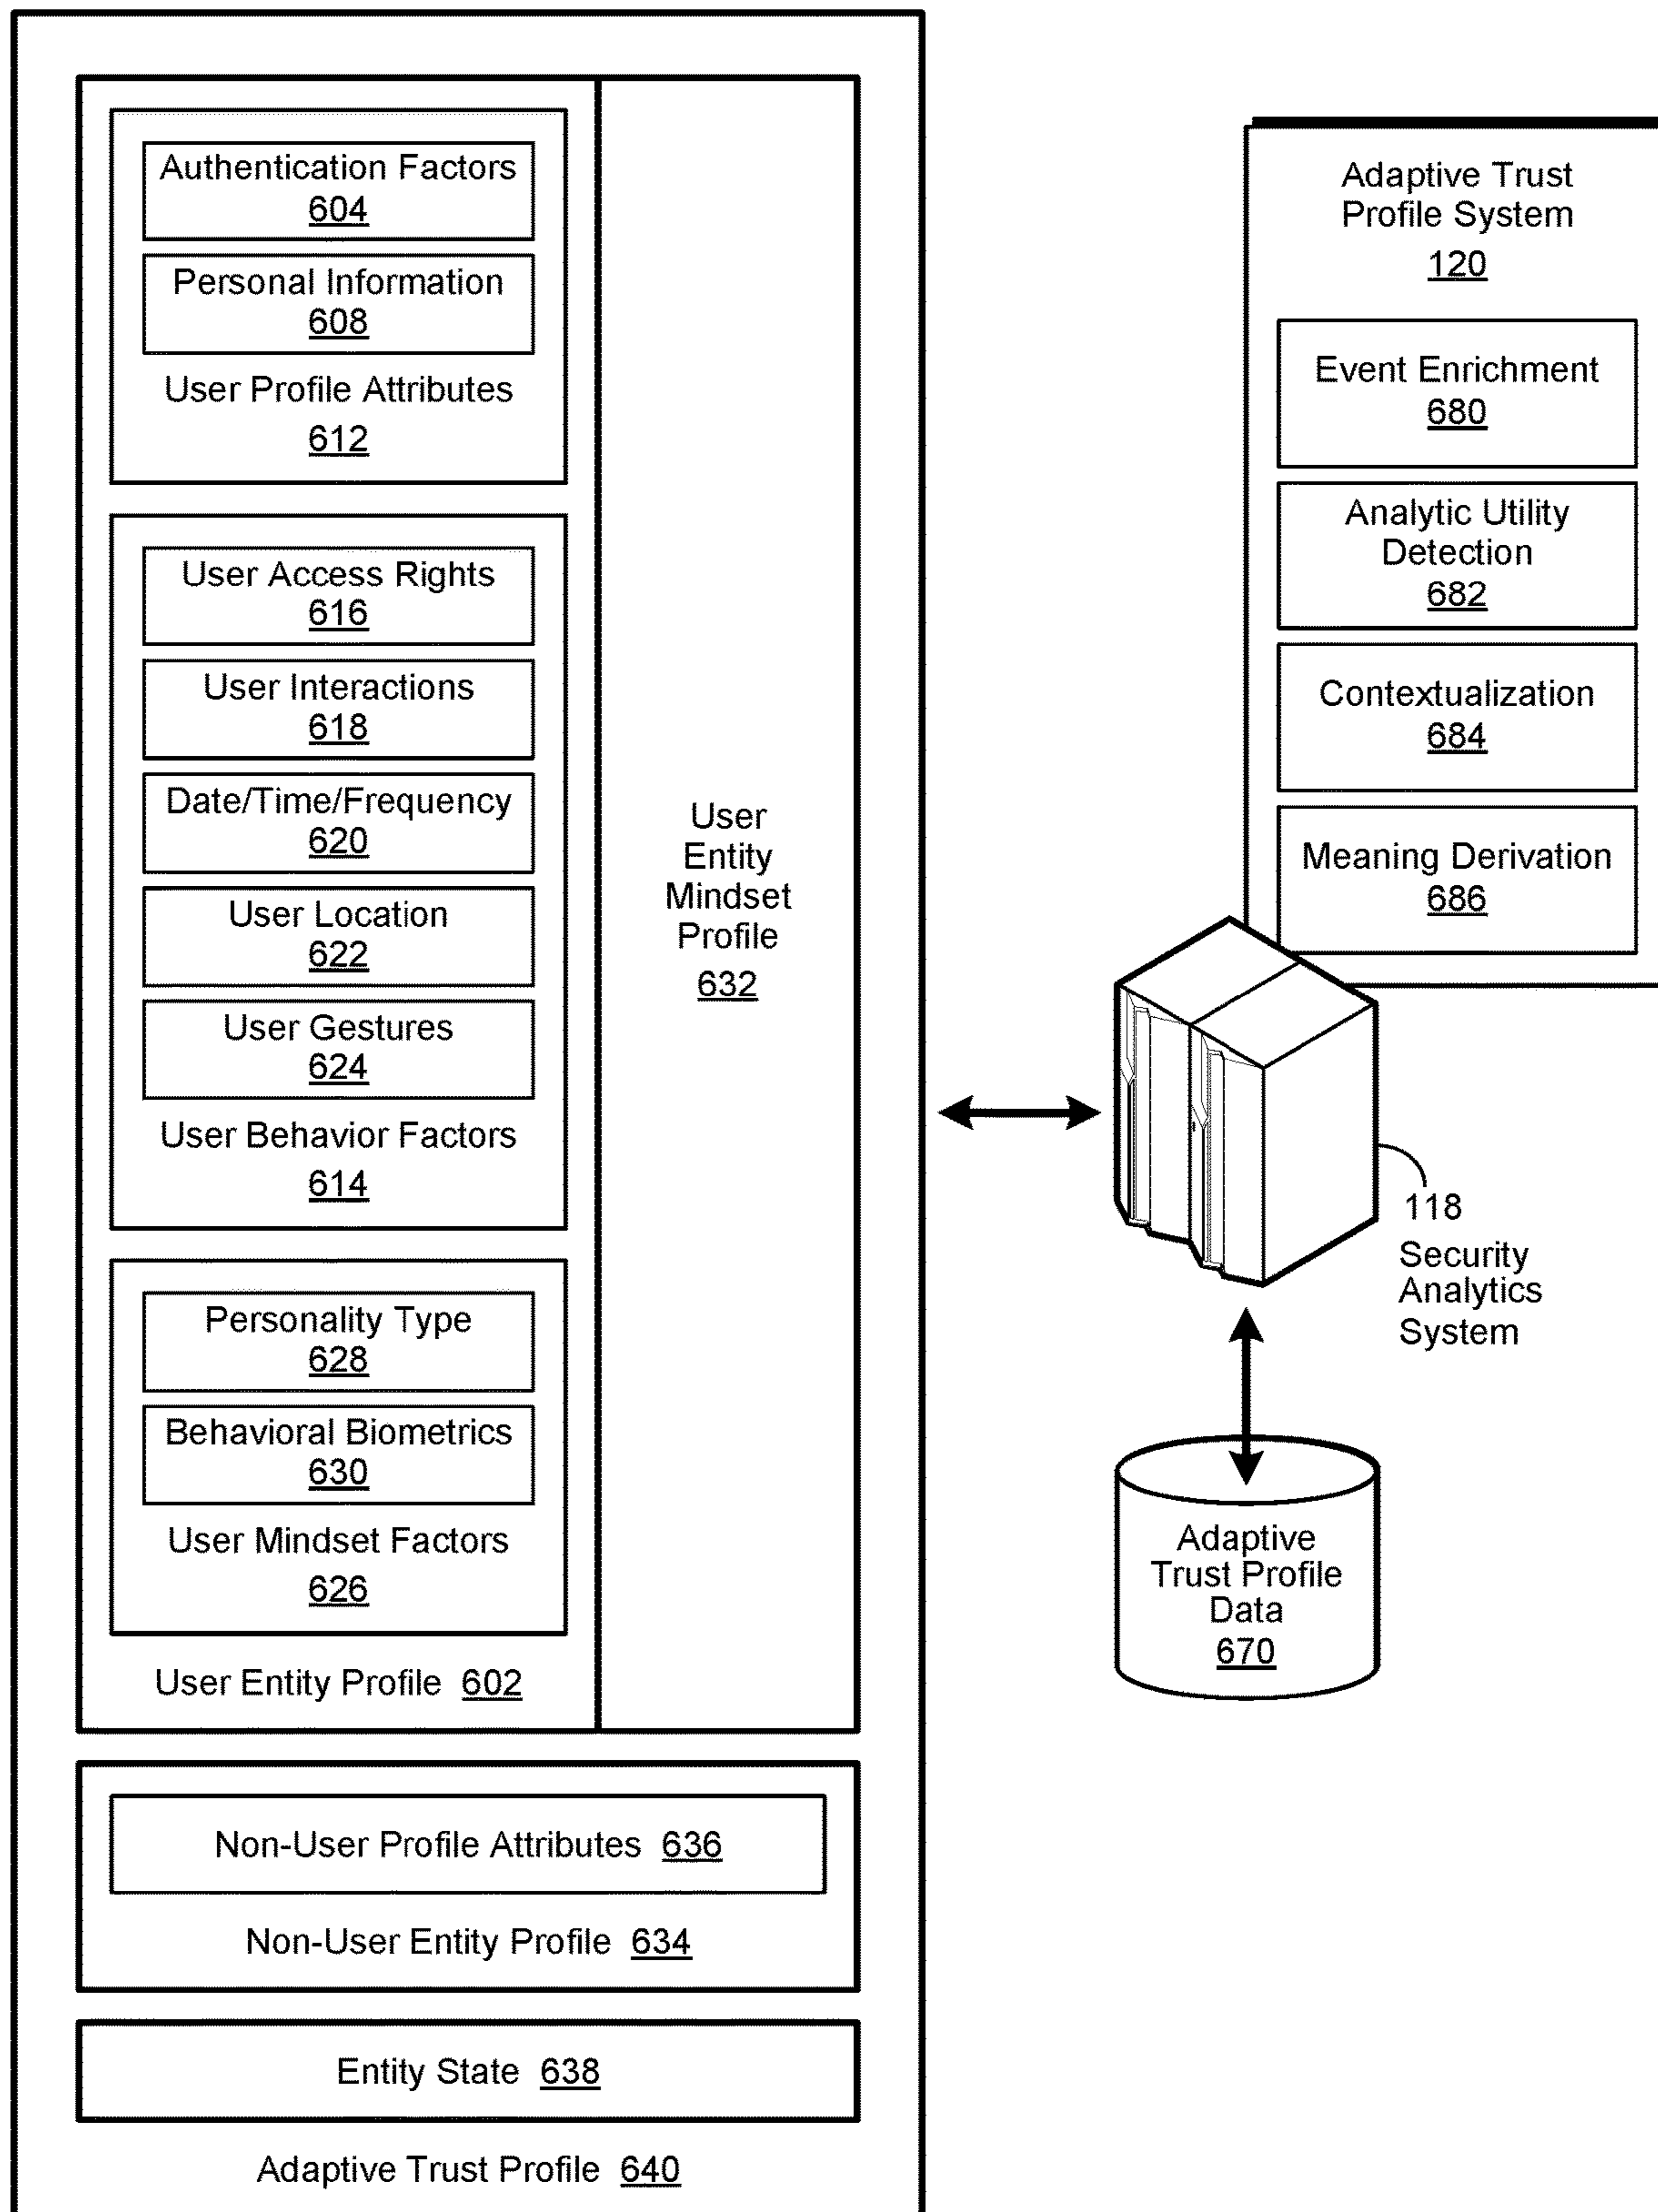 Authentication Factors
604
Personal Information
608
User Profile Attributes
612
User Access Rights
616
User Interactions
618
Date/Time/Frequency
620
User Location
622
User Gestures
624
User Behavior Factors
614
Personality Type
628
Behavioral Biometrics
630
User Mindset Factors
626
User Entity Profile 602
User
Entity
Mindset
Profile
632
Non-User Profile Attributes 636
Non-User Entity Profile 634
Entity State 638
Adaptive Trust Profile 640
Adaptive Trust
Profile System
120
Event Enrichment
680
Analytic Utility
Detection
682
Contextualization
684
Meaning Derivation
686
118
Security
Analytics
System
Adaptive
Trust Profile
Data
670